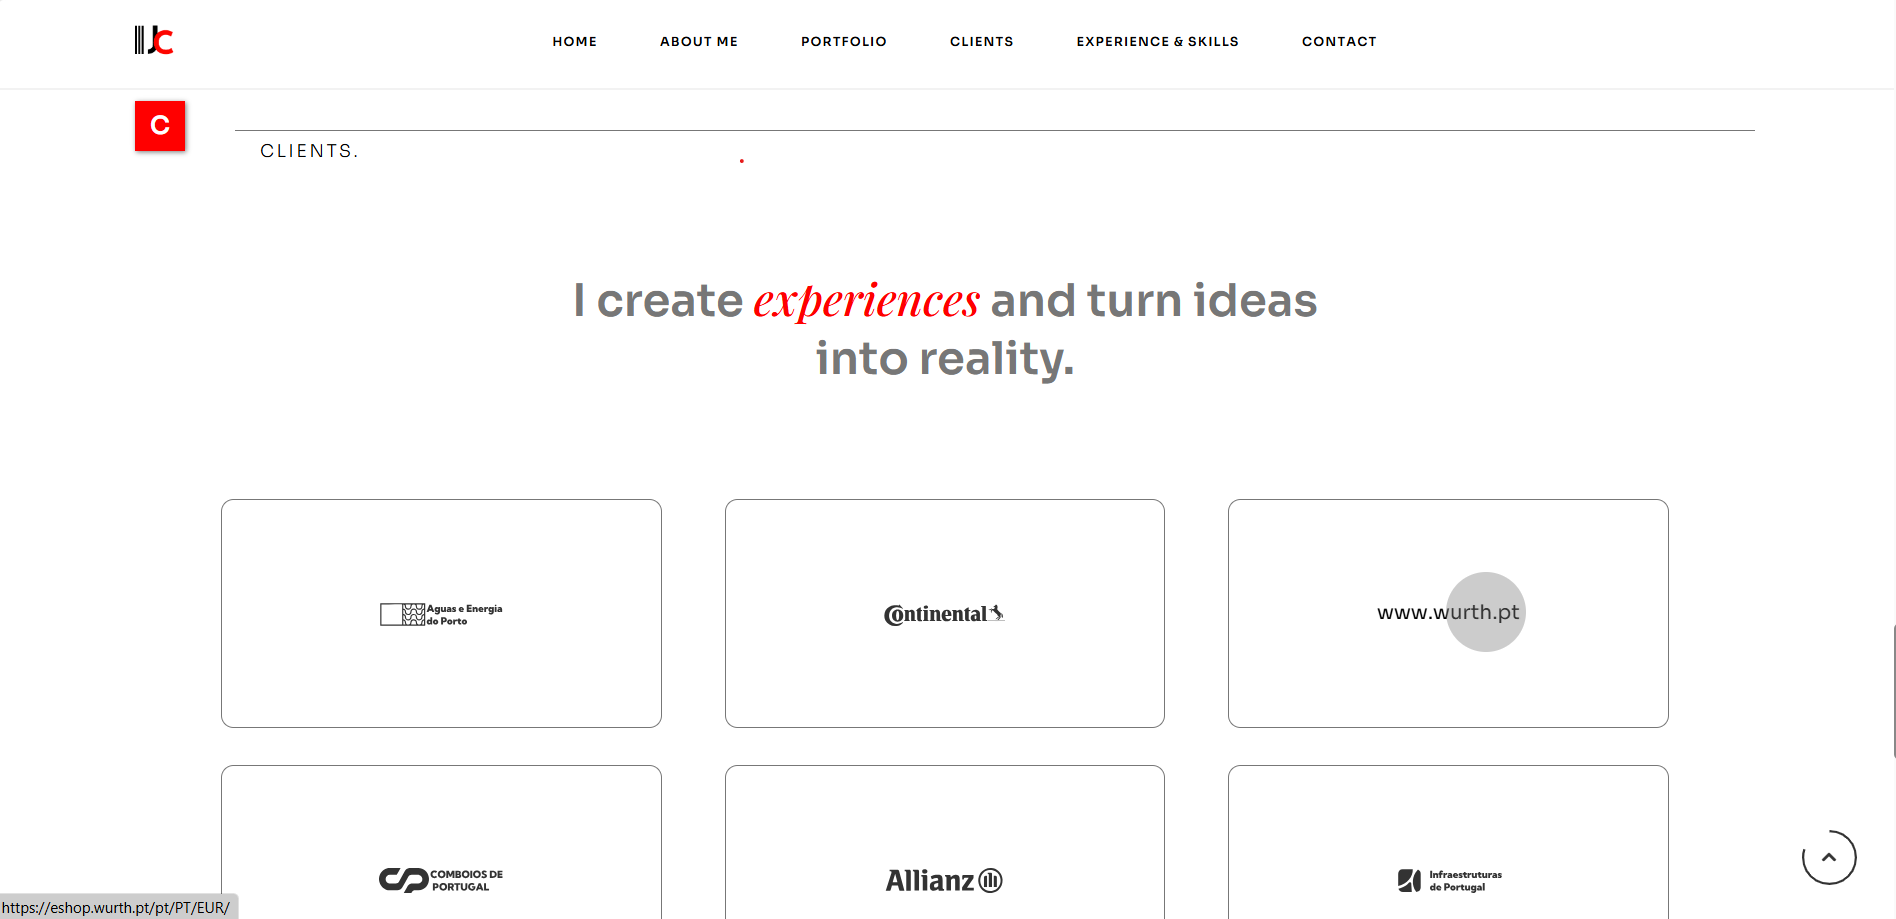 JC
HOME ABOUT ME PORTFOLIO CLIENTS EXPERIENCE & SKILLS CONTACT
C
CLIENTS.
I create experiences and turn ideas
into reality.
Aguas e Energia
do Porto
Continental
www.wurth.pt
CP COMBOIOS DE
PORTUGAL
Allianz
Infraestruturas
de Portugal
https://eshop.wurth.pt/pt/PT/EUR/